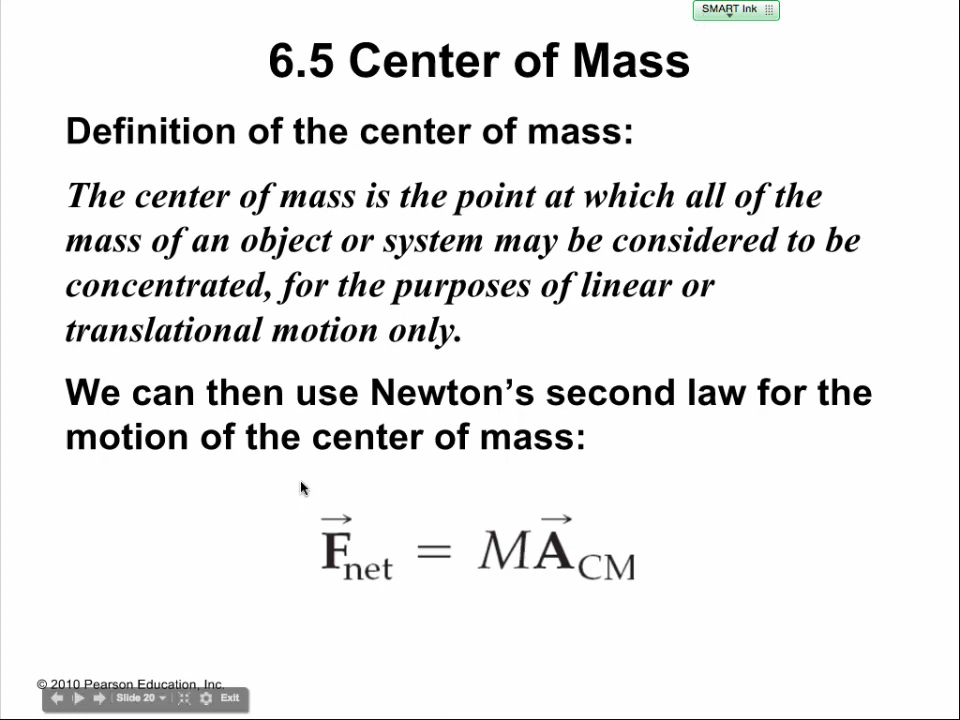 SMART Ink
6.5 Center of Mass
Definition of the center of mass:
The center of mass is the point at which all of the
mass of an object or system may be considered to be
concentrated, for the purposes of linear or
translational motion only.
We can then use Newton’s second law for the
motion of the center of mass:
F⃗net = MA⃗CM
© 2010 Pearson Education, Inc.
Slide 20 Exit